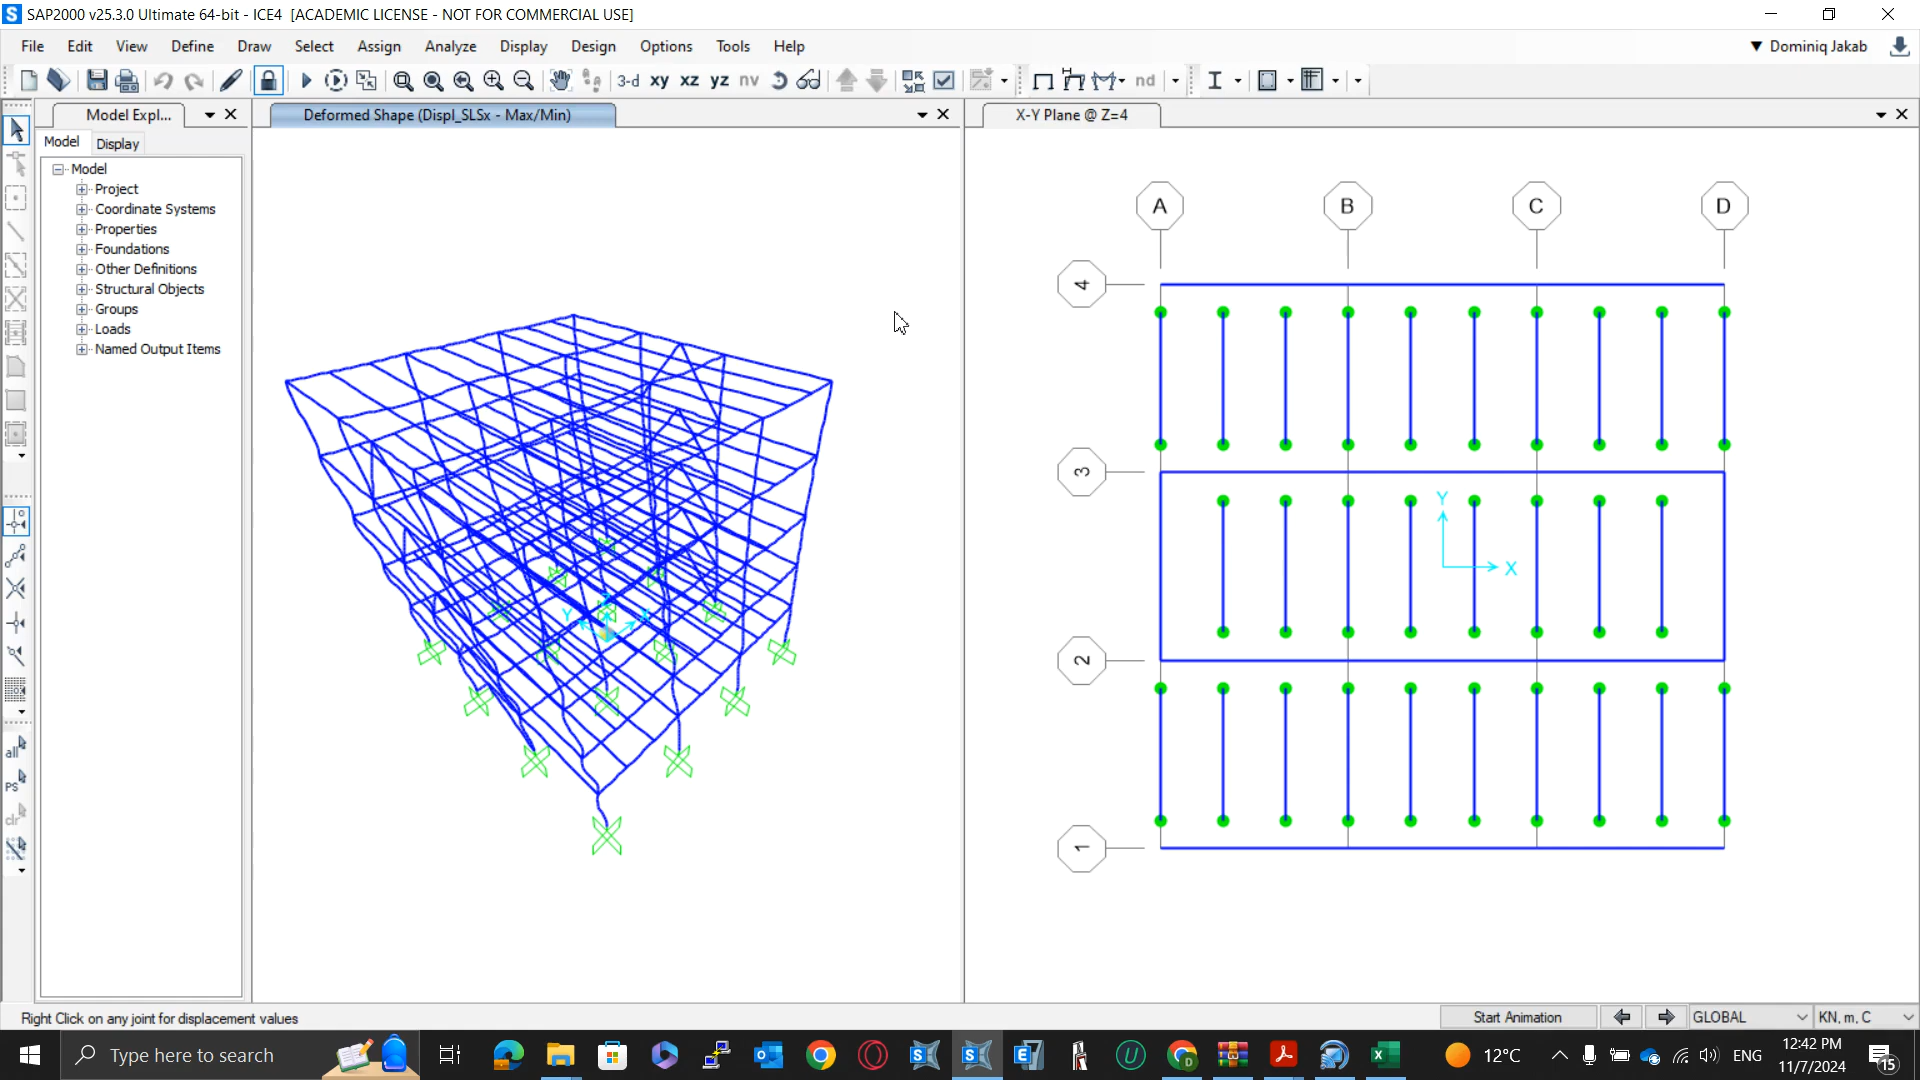 SAP2000 v25.3.0 Ultimate 64-bit - ICE4 [ACADEMIC LICENSE - NOT FOR COMMERCIAL USE]
File Edit View Define Draw Select Assign Analyze Display Design Options Tools Help
Dominiq Jakab
3-d xy xz yz nv nd
Model Expl...
Deformed Shape (Displ_SLSx - Max/Min)
X-Y Plane @ Z=4
Model Display
Model
Project
Coordinate Systems
Properties
Foundations
Other Definitions
Structural Objects
Groups
Loads
Named Output Items
all
PS
clr
A B C D
4
3
2
1
Y
X
Y
Right Click on any joint for displacement values
Start Animation
GLOBAL
KN, m, C
Type here to search
12°C
ENG
12:42 PM
11/7/2024
15